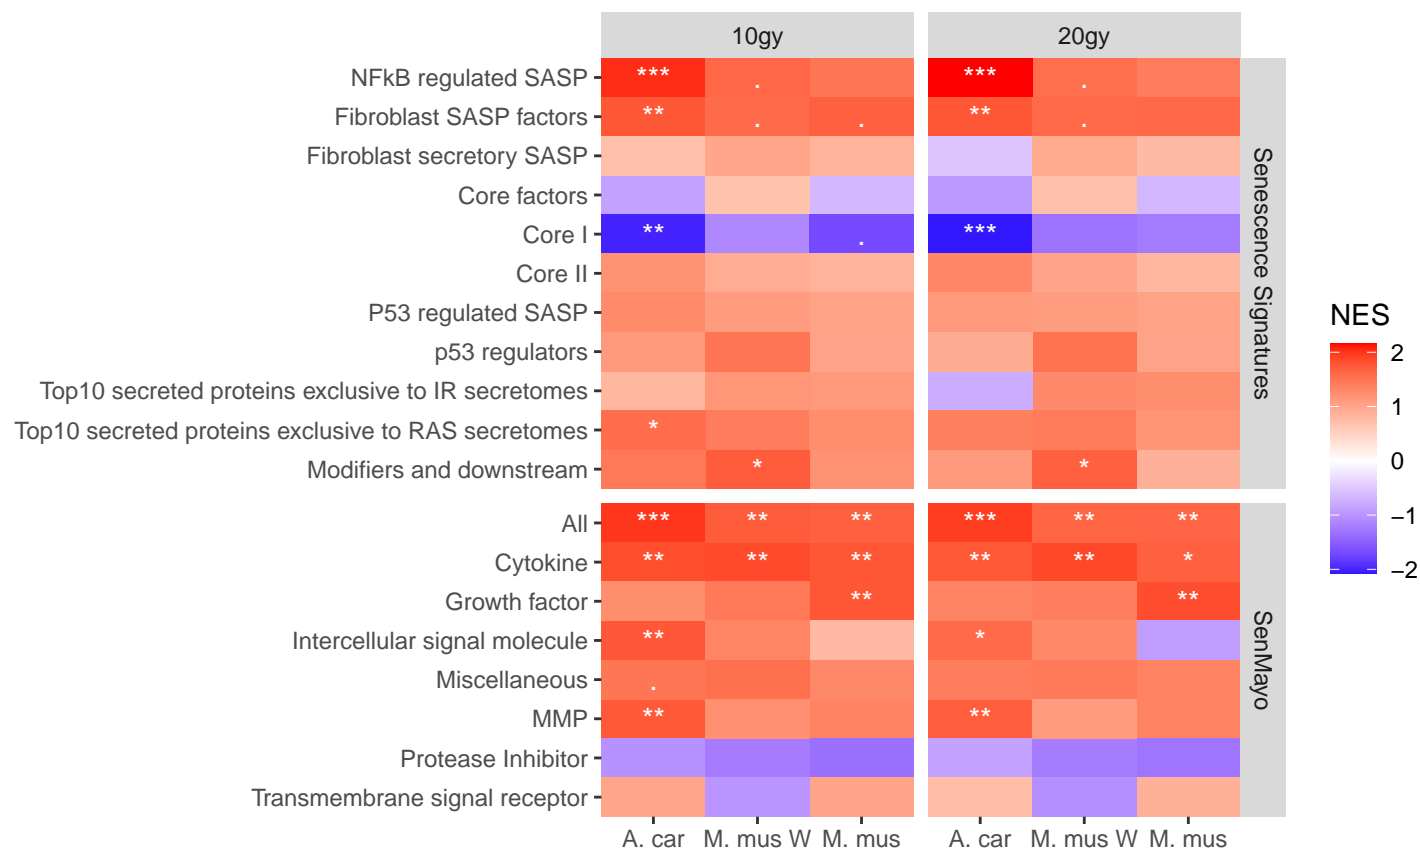 10gy 20gy
NFkB regulated SASP *** . *** .
Fibroblast SASP factors ** . . ** .
Fibroblast secretory SASP
Core factors
Core I ** . ***
Core II
P53 regulated SASP
p53 regulators
Top10 secreted proteins exclusive to IR secretomes
Top10 secreted proteins exclusive to RAS secretomes *
Modifiers and downstream * *
Senescence Signatures
All *** ** ** *** ** **
Cytokine ** ** ** ** ** *
Growth factor ** **
Intercellular signal molecule ** *
Miscellaneous .
MMP ** **
Protease Inhibitor
Transmembrane signal receptor
SenMayo
A. car M. mus W M. mus A. car M. mus W M. mus
NES
2
1
0
−1
−2